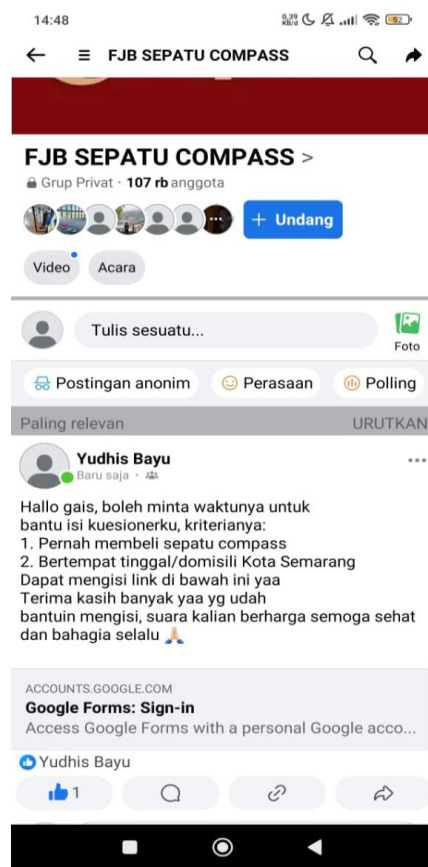 14:48
0,39
KB/d
92
FJB SEPATU COMPASS
FJB SEPATU COMPASS >
Grup Privat · 107 rb anggota
+ Undang
Video
Acara
Tulis sesuatu...
Foto
Postingan anonim
Perasaan
Polling
Paling relevan
URUTKAN
Yudhis Bayu
Baru saja ·
Hallo gais, boleh minta waktunya untuk
bantu isi kuesionerku, kriterianya:
1. Pernah membeli sepatu compass
2. Bertempat tinggal/domisili Kota Semarang
Dapat mengisi link di bawah ini yaa
Terima kasih banyak yaa yg udah
bantuin mengisi, suara kalian berharga semoga sehat
dan bahagia selalu 🙏🏻
ACCOUNTS.GOOGLE.COM
Google Forms: Sign-in
Access Google Forms with a personal Google acco...
Yudhis Bayu
1